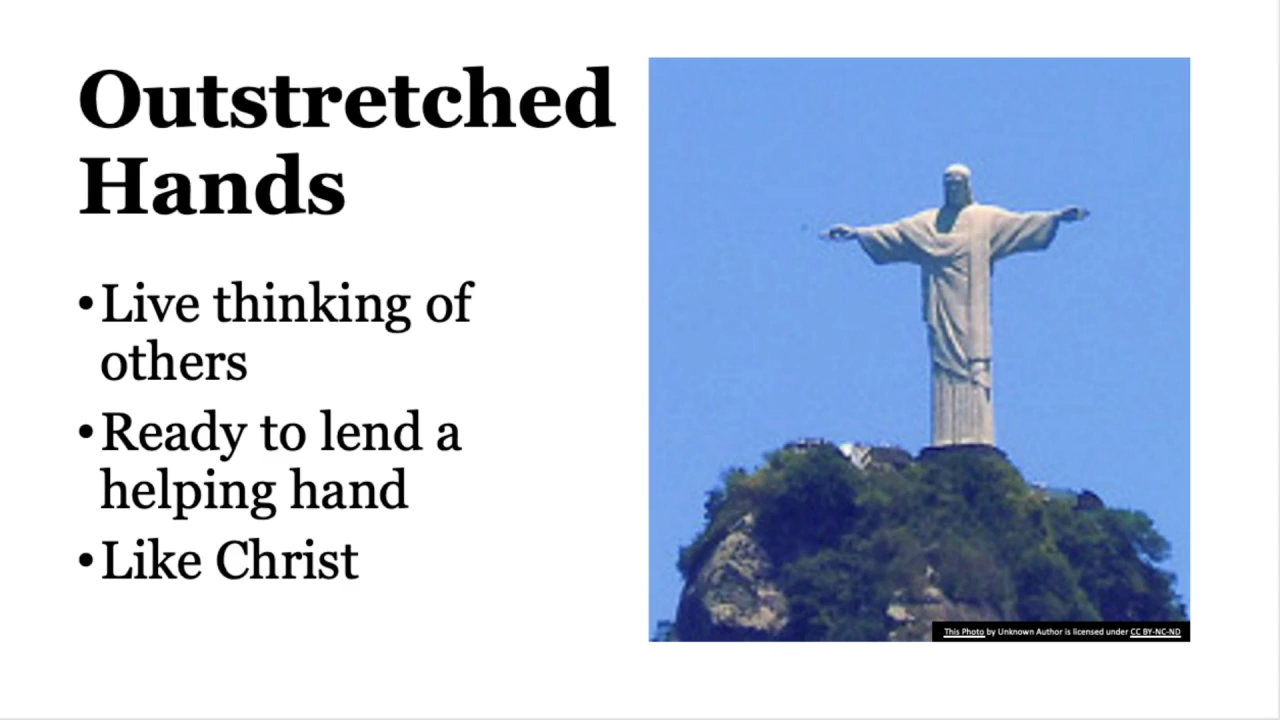 Outstretched
Hands
•Live thinking of
others
•Ready to lend a
helping hand
•Like Christ
This Photo by Unknown Author is licensed under CC BY-NC-ND